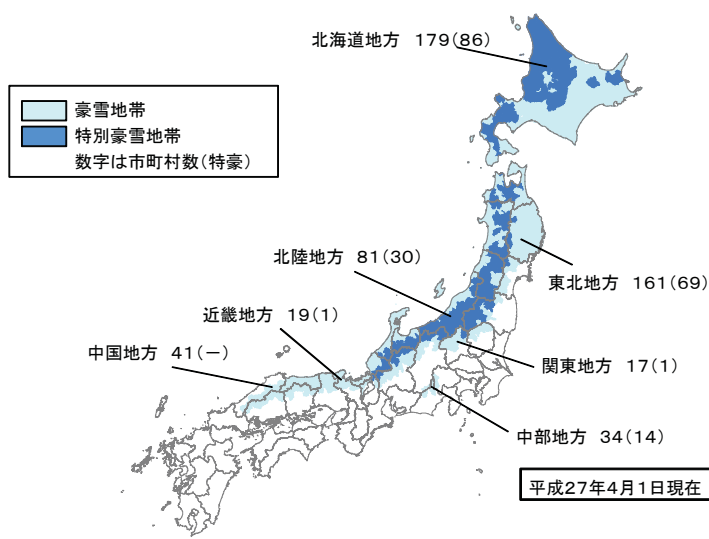 北海道地方 179(86)
豪雪地帯
特別豪雪地帯
数字は市町村数(特豪)
北陸地方 81(30)
東北地方 161(69)
近畿地方 19(1)
中国地方 41(－)
関東地方 17(1)
中部地方 34(14)
平成27年4月1日現在